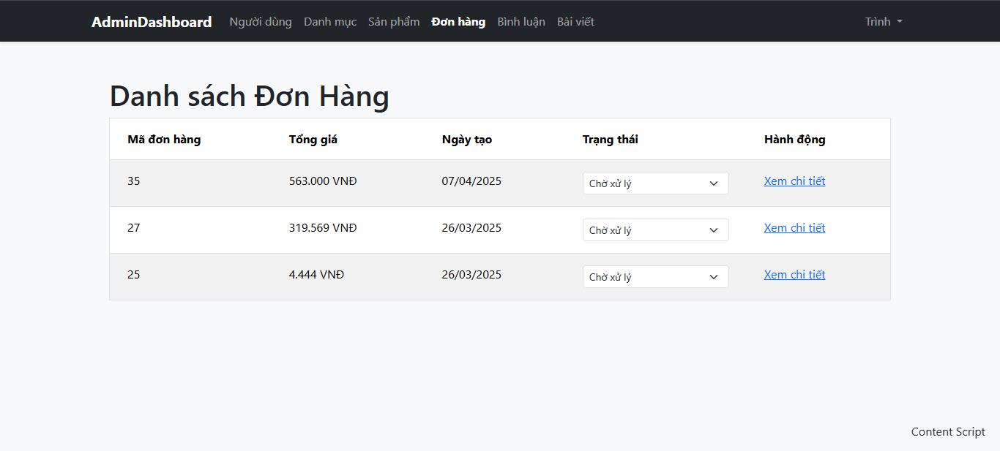 AdminDashboard Người dùng Danh mục Sản phẩm Đơn hàng Bình luận Bài viết Trình
Danh sách Đơn Hàng
Mã đơn hàng Tổng giá Ngày tạo Trạng thái Hành động
35 563.000 VNĐ 07/04/2025 Chờ xử lý Xem chi tiết
27 319.569 VNĐ 26/03/2025 Chờ xử lý Xem chi tiết
25 4.444 VNĐ 26/03/2025 Chờ xử lý Xem chi tiết
Content Script